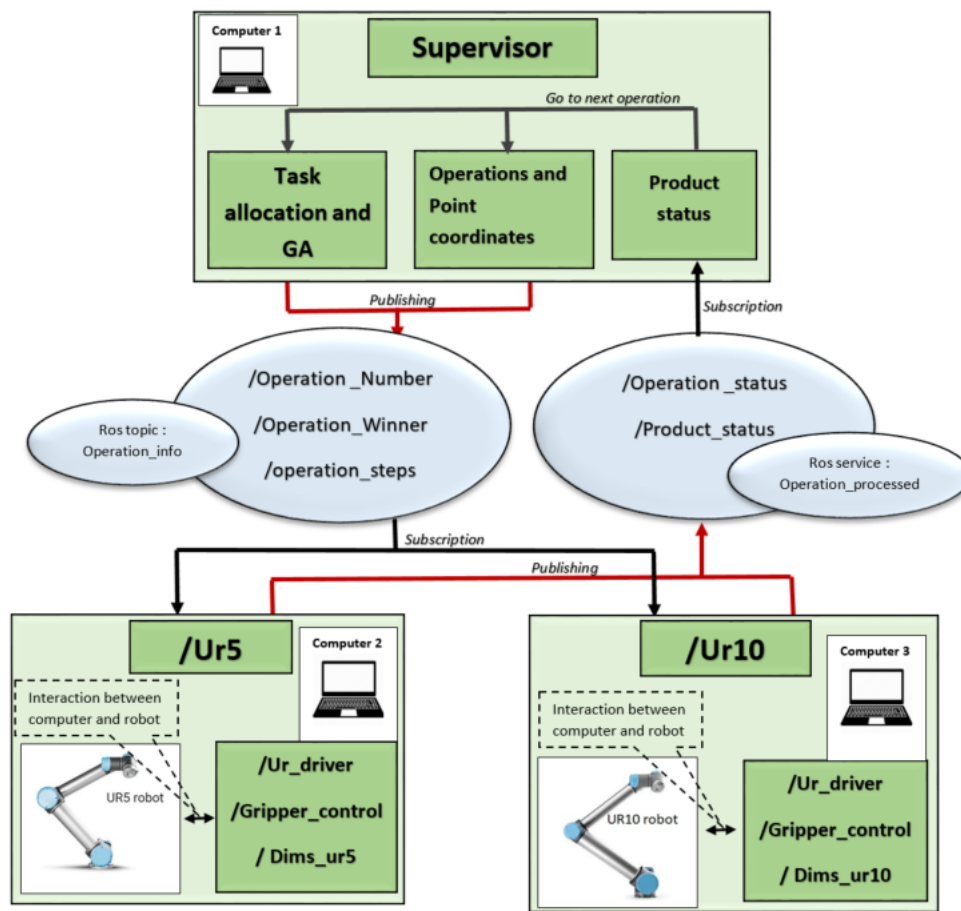 Computer 1
Supervisor
Go to next operation
Task
allocation and
GA
Operations and
Point
coordinates
Product
status
Publishing
Subscription
/Operation _Number
/Operation_Winner
/operation_steps
Ros topic :
Operation_info
/Operation _status
/Product_status
Ros service :
Operation_processed
Subscription
Publishing
/Ur5
Computer 2
Interaction between
computer and robot
UR5 robot
/Ur_driver
/Gripper_control
/ Dims_ur5
/Ur10
Computer 3
Interaction between
computer and robot
UR10 robot
/Ur_driver
/Gripper_control
/ Dims_ur10